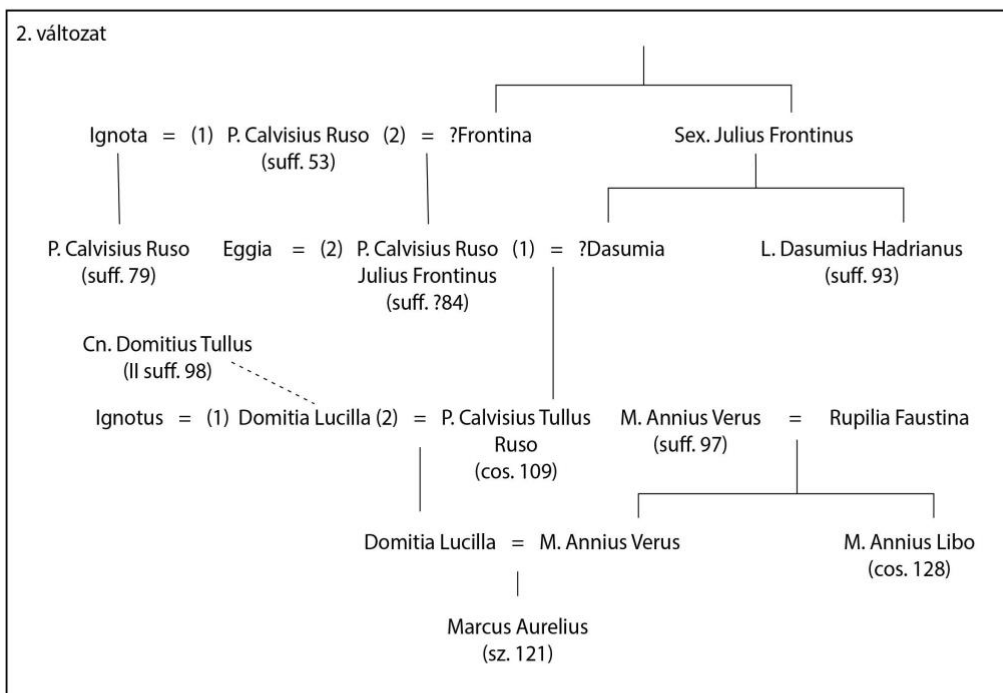 2. változat
Ignota = (1) P. Calvisius Ruso (2) = ?Frontina Sex. Julius Frontinus
(suff. 53)
P. Calvisius Ruso Eggia = (2) P. Calvisius Ruso (1) = ?Dasumia L. Dasumius Hadrianus
(suff. 79) Julius Frontinus (suff. 93)
(suff. ?84)
Cn. Domitius Tullus
(II suff. 98)
Ignotus = (1) Domitia Lucilla (2) = P. Calvisius Tullus M. Annius Verus = Rupilia Faustina
Ruso (suff. 97)
(cos. 109)
Domitia Lucilla = M. Annius Verus M. Annius Libo
(cos. 128)
Marcus Aurelius
(sz. 121)